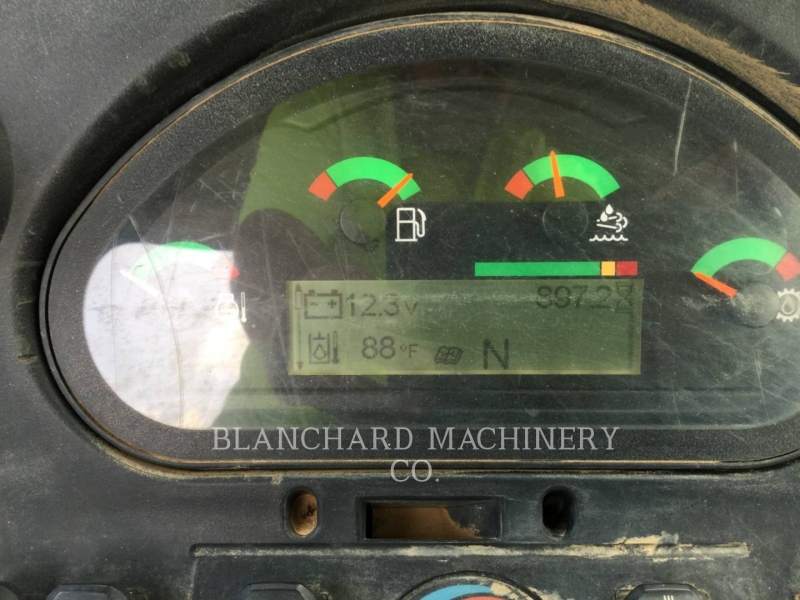 12.3v 897.2
88°F N
BLANCHARD MACHINERY
CO.